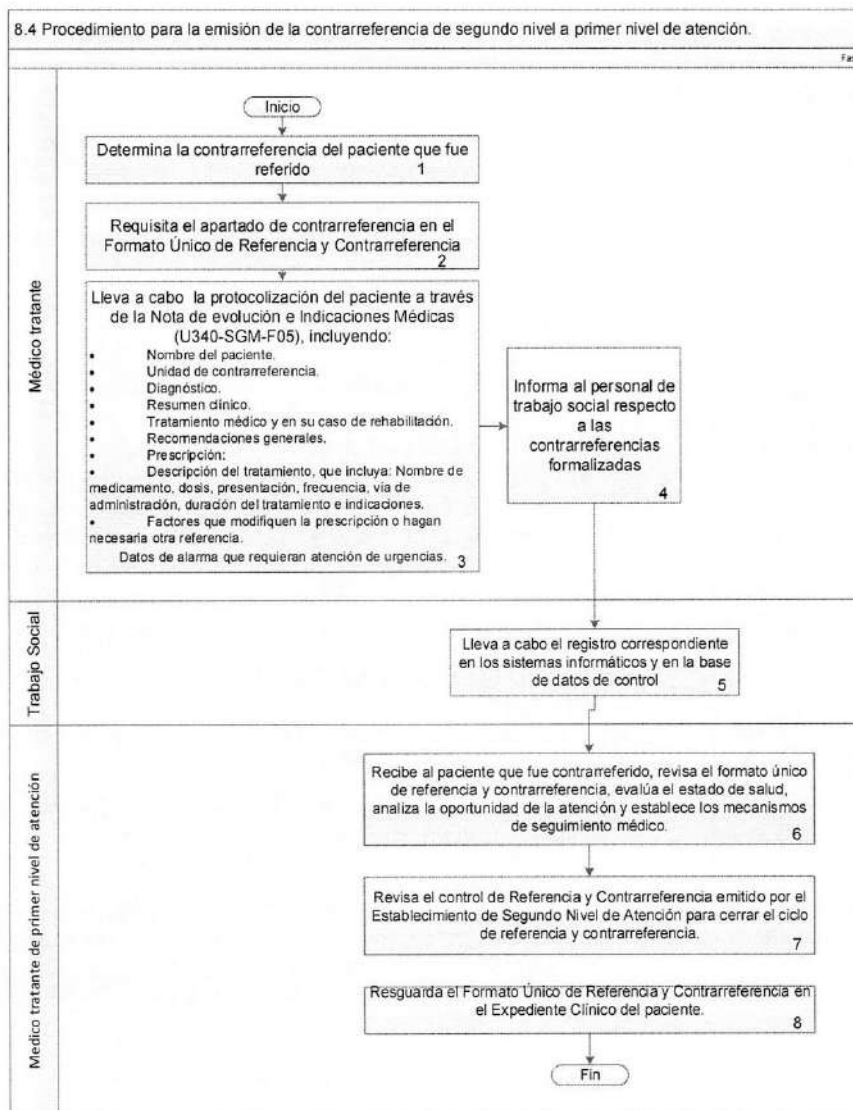 8.4 Procedimiento para la emisión de la contrarreferencia de segundo nivel a primer nivel de atención.
Médico tratante
Inicio
Determina la contrarreferencia del paciente que fue
referido
1
Requisita el apartado de contrarreferencia en el
Formato Único de Referencia y Contrarreferencia
2
Lleva a cabo la protocolización del paciente a través
de la Nota de evolución e Indicaciones Médicas
(U340-SGM-F05), incluyendo:
• Nombre del paciente.
• Unidad de contrarreferencia.
• Diagnóstico.
• Resumen clínico.
• Tratamiento médico y en su caso de rehabilitación.
• Recomendaciones generales.
• Prescripción:
• Descripción del tratamiento, que incluya: Nombre de
medicamento, dosis, presentación, frecuencia, vía de
administración, duración del tratamiento e indicaciones.
• Factores que modifiquen la prescripción o hagan
necesaria otra referencia.
Datos de alarma que requieran atención de urgencias.
3
Informa al personal de
trabajo social respecto
a las
contrarreferencias
formalizadas
4
Trabajo Social
Lleva a cabo el registro correspondiente
en los sistemas informáticos y en la base
de datos de control
5
Medico tratante de primer nivel de atención
Recibe al paciente que fue contrarreferido, revisa el formato único
de referencia y contrarreferencia, evalúa el estado de salud,
analiza la oportunidad de la atención y establece los mecanismos
de seguimiento médico.
6
Revisa el control de Referencia y Contrarreferencia emitido por el
Establecimiento de Segundo Nivel de Atención para cerrar el ciclo
de referencia y contrarreferencia.
7
Resguarda el Formato Único de Referencia y Contrarreferencia en
el Expediente Clínico del paciente.
8
Fin